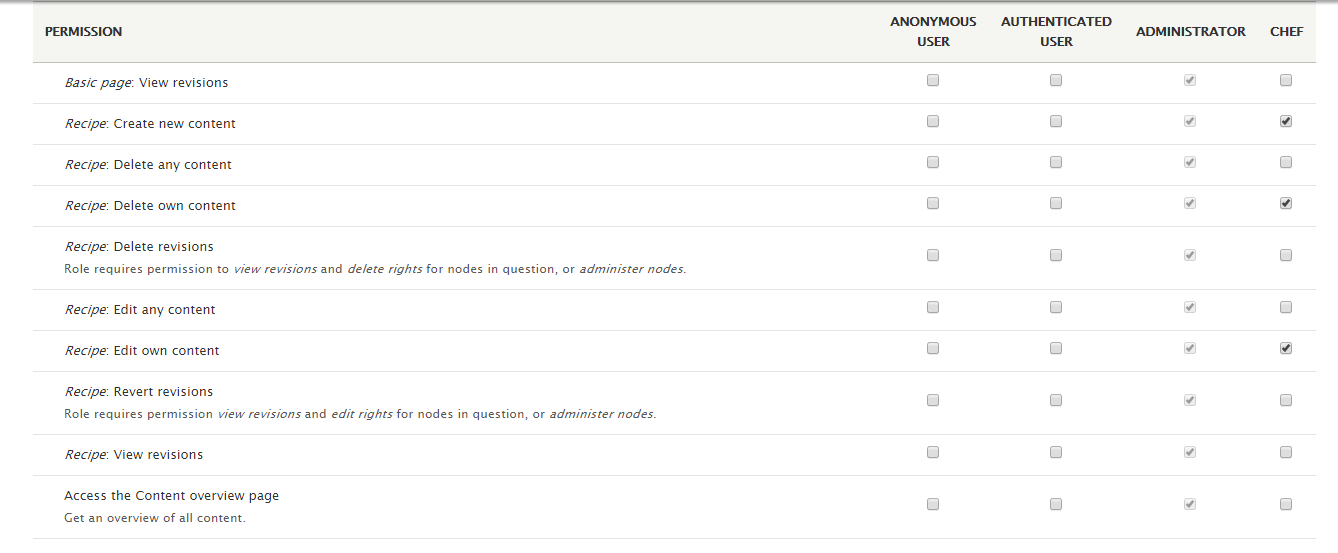 PERMISSION ANONYMOUS USER AUTHENTICATED USER ADMINISTRATOR CHEF
Basic page: View revisions
Recipe: Create new content
Recipe: Delete any content
Recipe: Delete own content
Recipe: Delete revisions
Role requires permission to view revisions and delete rights for nodes in question, or administer nodes.
Recipe: Edit any content
Recipe: Edit own content
Recipe: Revert revisions
Role requires permission view revisions and edit rights for nodes in question, or administer nodes.
Recipe: View revisions
Access the Content overview page
Get an overview of all content.